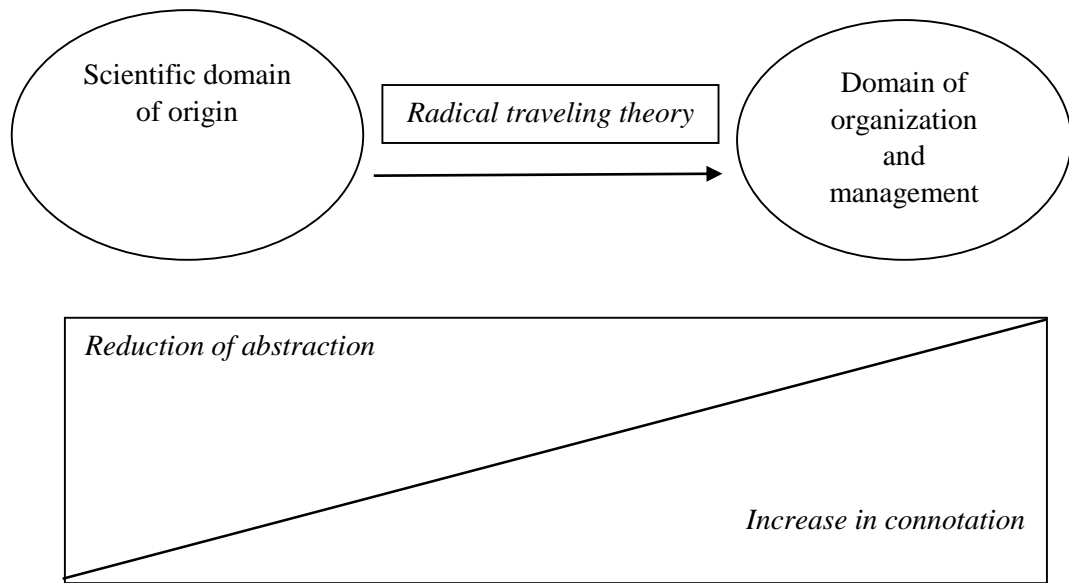 Scientific domain
of origin
Radical traveling theory
Domain of
organization
and
management
Reduction of abstraction
Increase in connotation